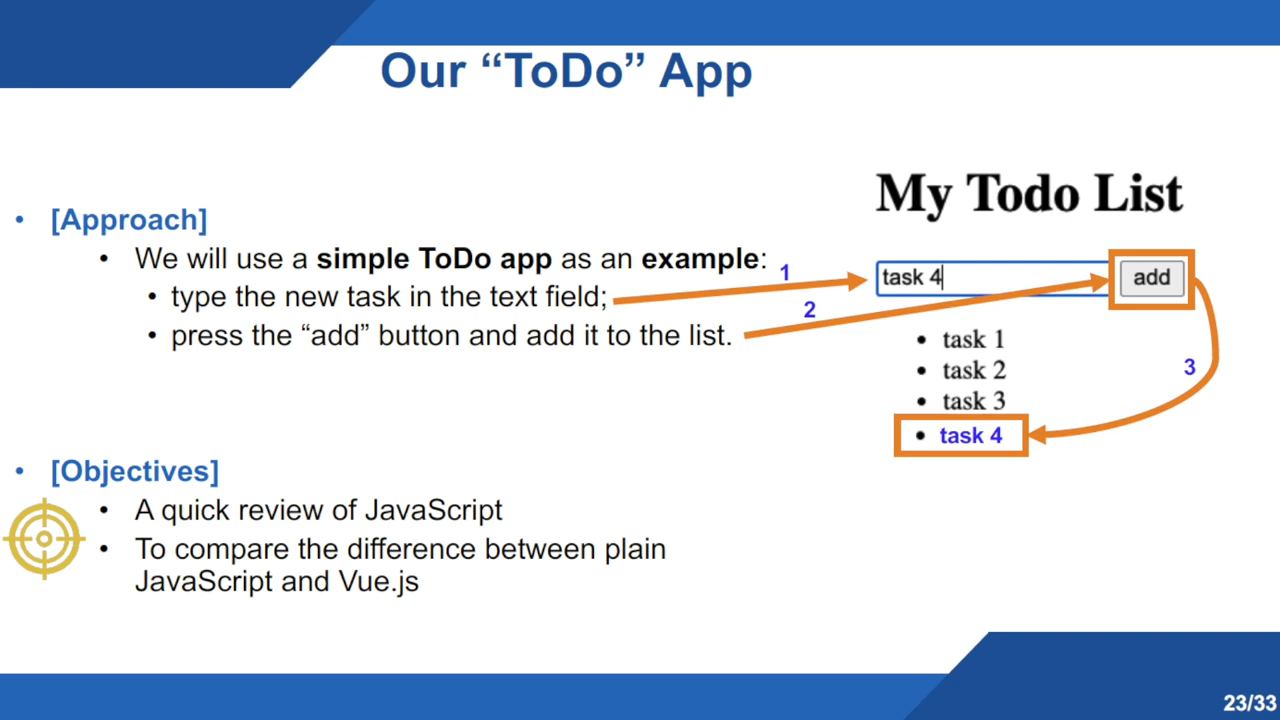 Our “ToDo” App
• [Approach]
• We will use a simple ToDo app as an example:
• type the new task in the text field;
• press the “add” button and add it to the list.
• [Objectives]
• A quick review of JavaScript
• To compare the difference between plain
JavaScript and Vue.js
My Todo List
1
task 4
add
2
• task 1
• task 2
3
• task 3
• task 4
23/33